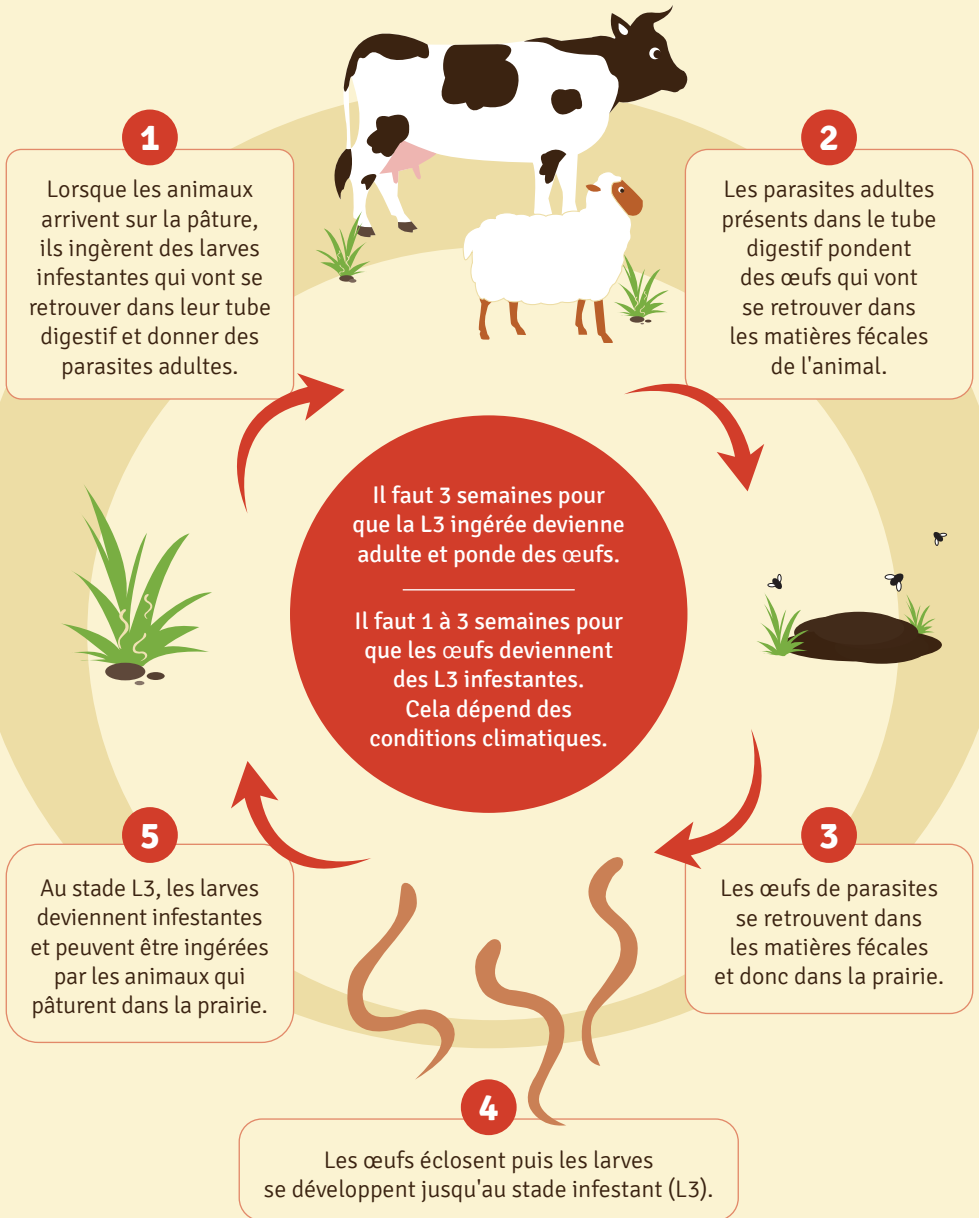 1
Lorsque les animaux
arrivent sur la pâture,
ils ingèrent des larves
infestantes qui vont se
retrouver dans leur tube
digestif et donner des
parasites adultes.
2
Les parasites adultes
présents dans le tube
digestif pondent
des œufs qui vont
se retrouver dans
les matières fécales
de l'animal.
Il faut 3 semaines pour
que la L3 ingérée devienne
adulte et ponde des œufs.
Il faut 1 à 3 semaines pour
que les œufs deviennent
des L3 infestantes.
Cela dépend des
conditions climatiques.
3
Les œufs de parasites
se retrouvent dans
les matières fécales
et donc dans la prairie.
4
Les œufs éclosent puis les larves
se développent jusqu'au stade infestant (L3).
5
Au stade L3, les larves
deviennent infestantes
et peuvent être ingérées
par les animaux qui
pâturent dans la prairie.